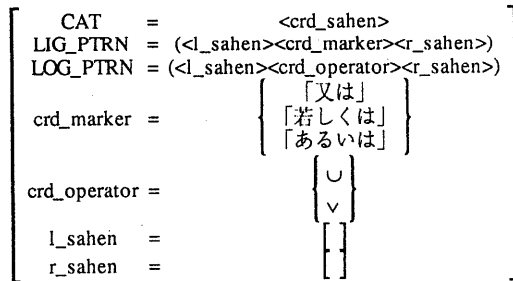 CAT = <crd_sahen>
LIG_PTRN = (<l_sahen><crd_marker><r_sahen>)
LOG_PTRN = (<l_sahen><crd_operator><r_sahen>)
「又は」
crd_marker = 「若しくは」
「あるいは」
∪
crd_operator =
∨
l_sahen = [ ]
r_sahen = [ ]